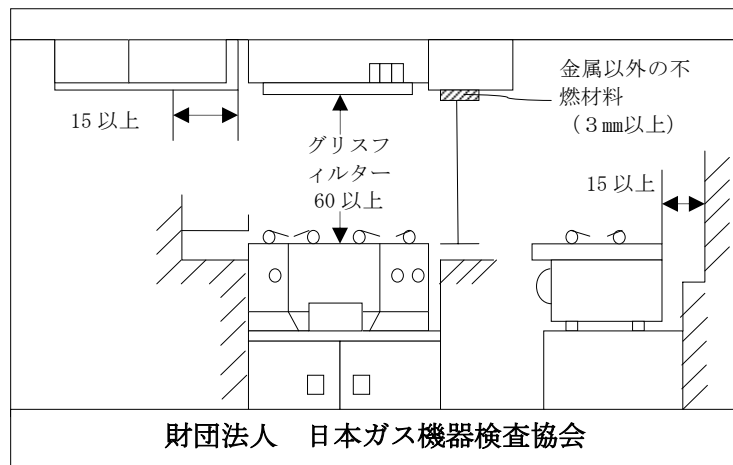 金属以外の不
燃材料
（３㎜以上）
15 以上
グリスフ
ィルター
60 以上
15 以上
財団法人　日本ガス機器検査協会